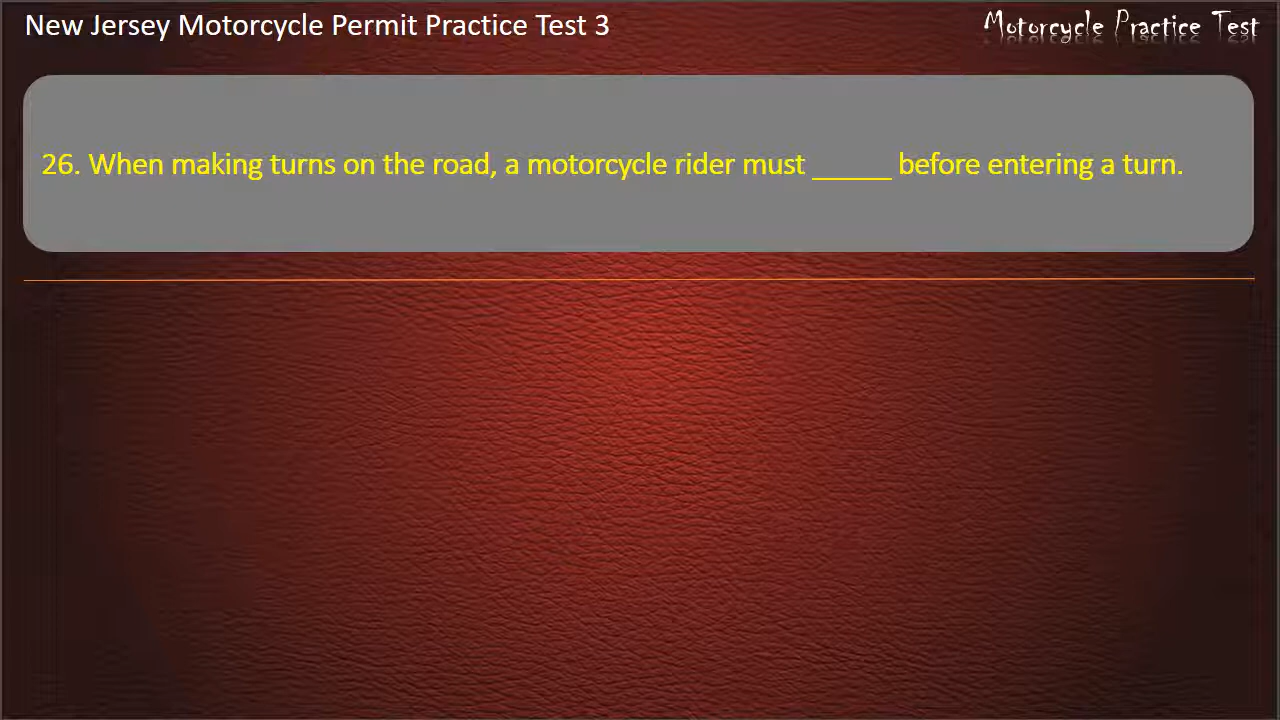 New Jersey Motorcycle Permit Practice Test 3
Motorcycle Practice Test
26. When making turns on the road, a motorcycle rider must _____ before entering a turn.